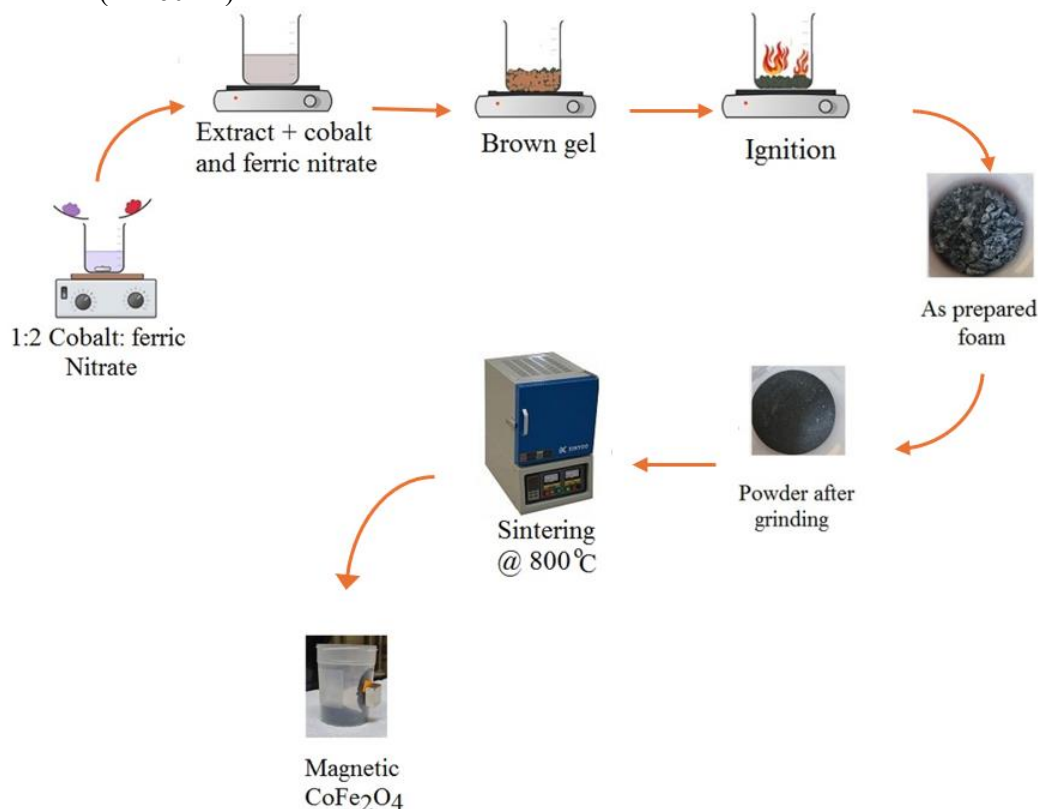 Extract + cobalt
and ferric nitrate
Brown gel
Ignition
1:2 Cobalt: ferric
Nitrate
As prepared
foam
Powder after
grinding
Sintering
@ 800°C
Magnetic
CoFe2O4